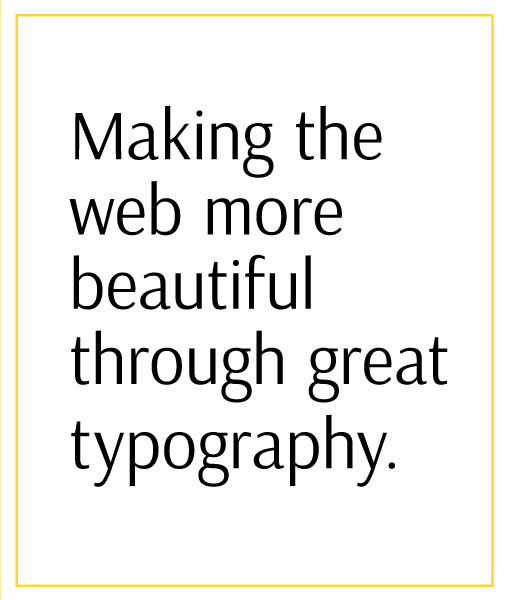 Making the
web more
beautiful
through great
typography.